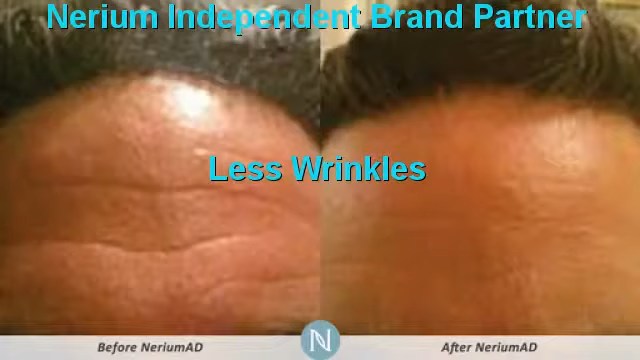 Nerium Independent Brand Partner
Less Wrinkles
Before NeriumAD
N
After NeriumAD